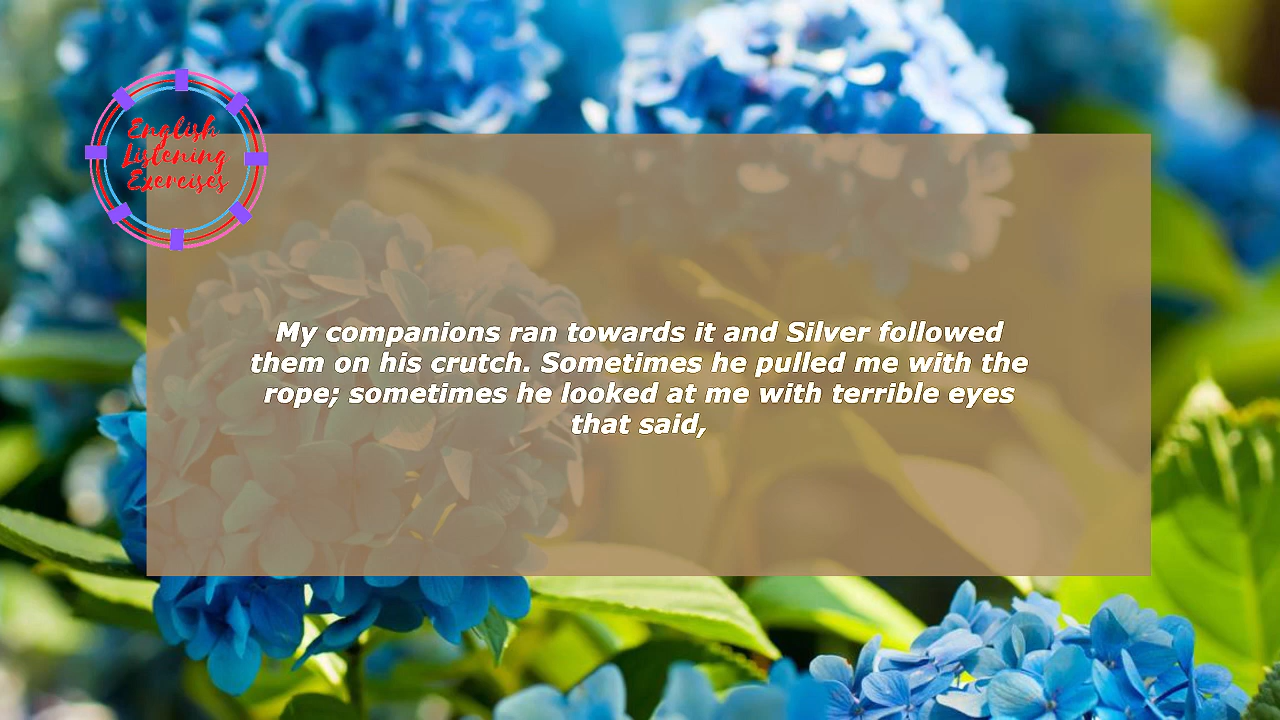 English
Listening
Exercises
My companions ran towards it and Silver followed
them on his crutch. Sometimes he pulled me with the
rope; sometimes he looked at me with terrible eyes
that said,